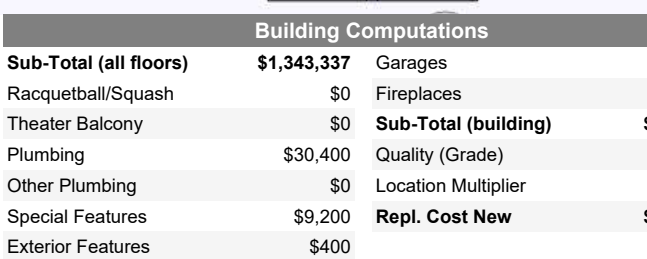 Building Computations
Sub-Total (all floors) $1,343,337 Garages
Racquetball/Squash $0 Fireplaces
Theater Balcony $0 Sub-Total (building) $
Plumbing $30,400 Quality (Grade)
Other Plumbing $0 Location Multiplier
Special Features $9,200 Repl. Cost New $
Exterior Features $400